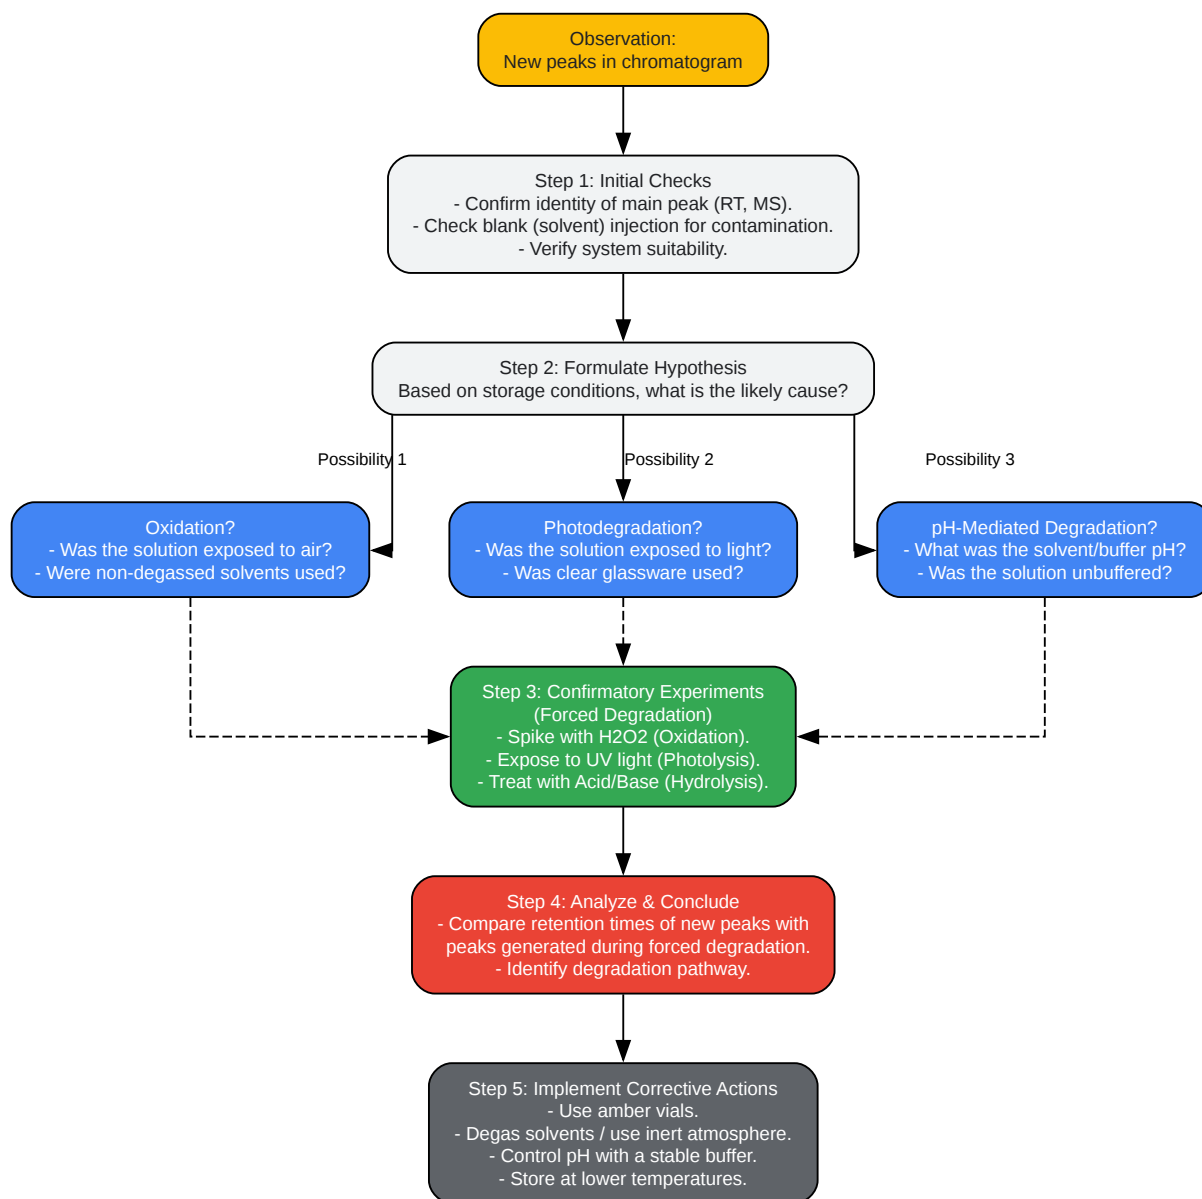 Observation:
New peaks in chromatogram
Step 1: Initial Checks
- Confirm identity of main peak (RT, MS).
- Check blank (solvent) injection for contamination.
- Verify system suitability.
Step 2: Formulate Hypothesis
Based on storage conditions, what is the likely cause?
Possibility 1
Possibility 2
Possibility 3
Oxidation?
- Was the solution exposed to air?
- Were non-degassed solvents used?
Photodegradation?
- Was the solution exposed to light?
- Was clear glassware used?
pH-Mediated Degradation?
- What was the solvent/buffer pH?
- Was the solution unbuffered?
Step 3: Confirmatory Experiments
(Forced Degradation)
- Spike with H2O2 (Oxidation).
- Expose to UV light (Photolysis).
- Treat with Acid/Base (Hydrolysis).
Step 4: Analyze & Conclude
- Compare retention times of new peaks with
peaks generated during forced degradation.
- Identify degradation pathway.
Step 5: Implement Corrective Actions
- Use amber vials.
- Degas solvents / use inert atmosphere.
- Control pH with a stable buffer.
- Store at lower temperatures.